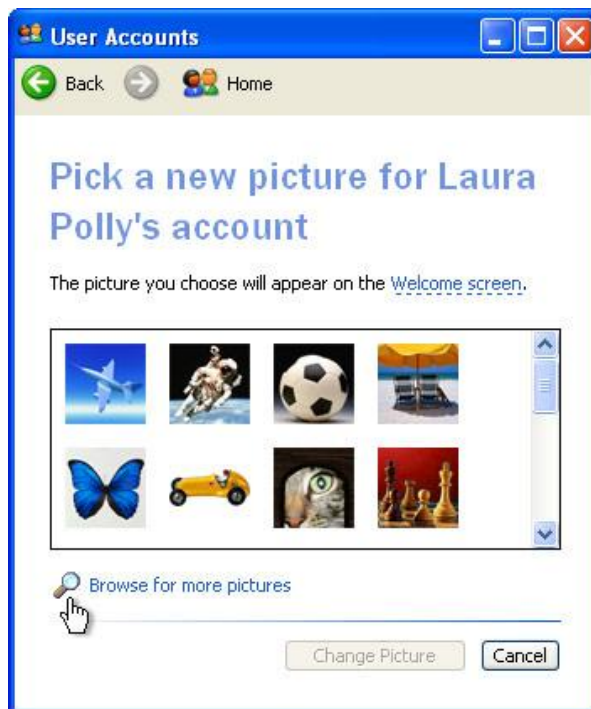 User Accounts
Back Home
Pick a new picture for Laura
Polly's account
The picture you choose will appear on the Welcome screen.
Browse for more pictures
Change Picture Cancel